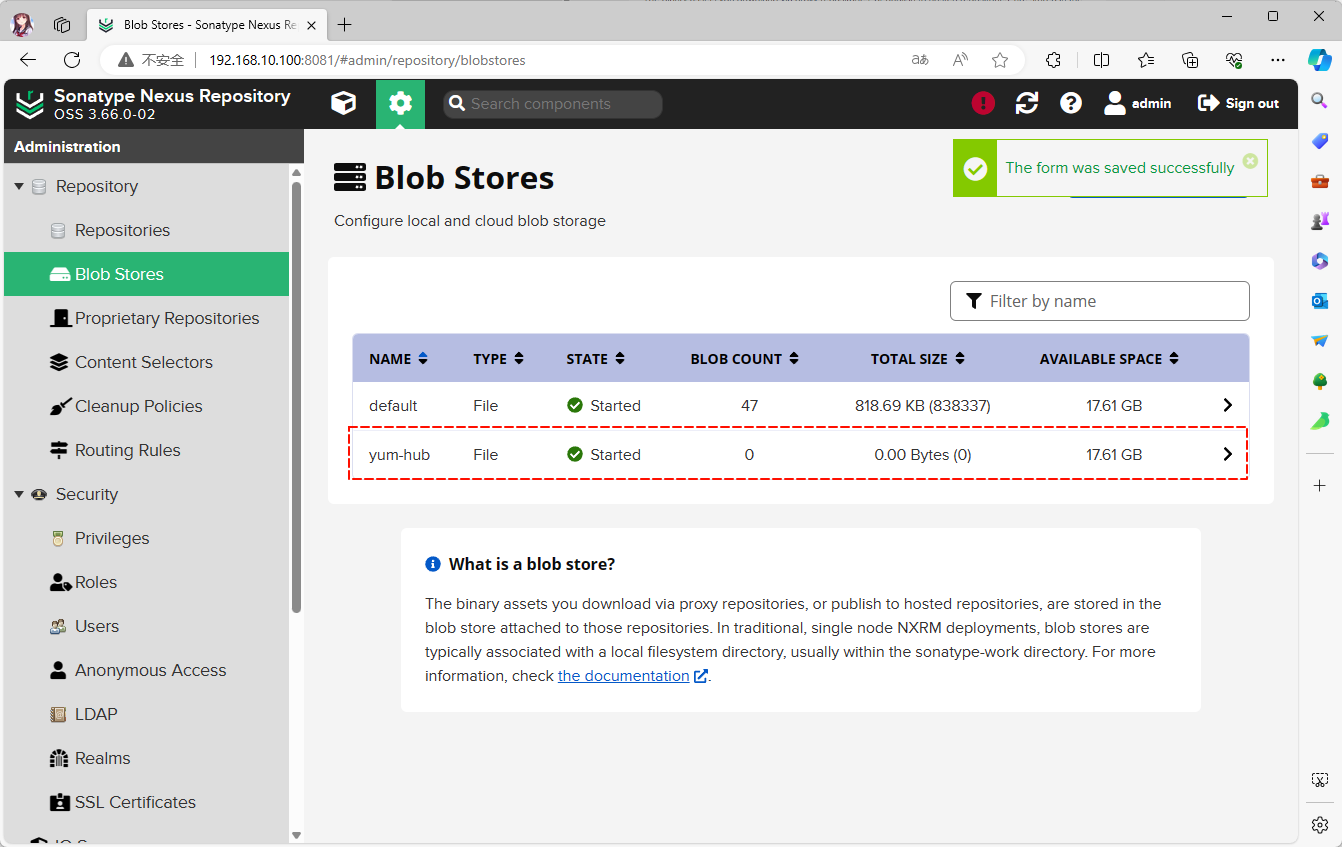 Blob Stores - Sonatype Nexus Re
不安全
192.168.10.100:8081/#admin/repository/blobstores
Sonatype Nexus Repository
OSS 3.66.0-02
Search components
admin
Sign out
Administration
Repository
Repositories
Blob Stores
Proprietary Repositories
Content Selectors
Cleanup Policies
Routing Rules
Security
Privileges
Roles
Users
Anonymous Access
LDAP
Realms
SSL Certificates
Blob Stores
Configure local and cloud blob storage
The form was saved successfully
Filter by name
NAME TYPE STATE BLOB COUNT TOTAL SIZE AVAILABLE SPACE
default File Started 47 818.69 KB (838337) 17.61 GB
yum-hub File Started 0 0.00 Bytes (0) 17.61 GB
What is a blob store?
The binary assets you download via proxy repositories, or publish to hosted repositories, are stored in the
blob store attached to those repositories. In traditional, single node NXRM deployments, blob stores are
typically associated with a local filesystem directory, usually within the sonatype-work directory. For more
information, check the documentation.